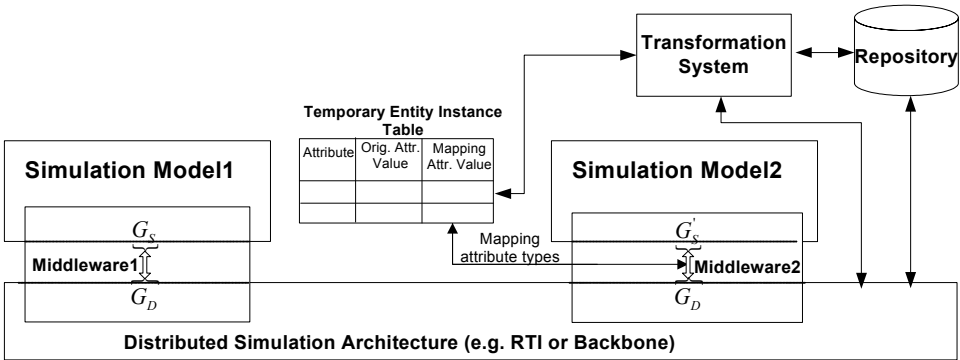 Transformation
System
Repository
Temporary Entity Instance
Table
Attribute
Orig. Attr.
Value
Mapping
Attr. Value
Simulation Model1
Simulation Model2
G_S
G'_S
Mapping
attribute types
Middleware1
Middleware2
G_D
G_D
Distributed Simulation Architecture (e.g. RTI or Backbone)